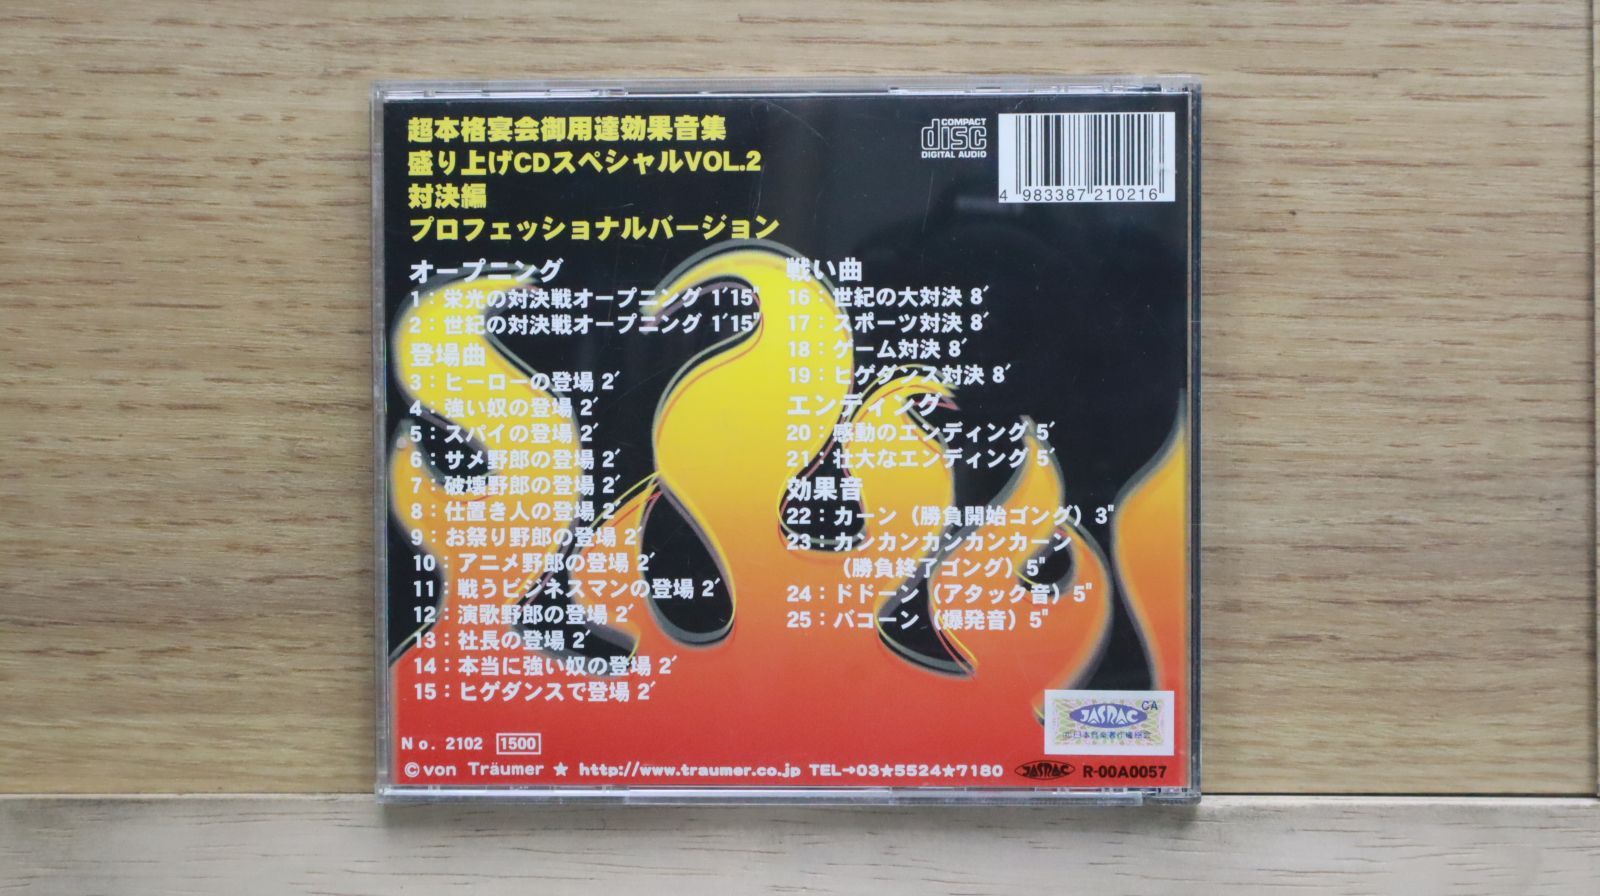 超本格宴会御用達効果音集
盛り上げCDスペシャルVOL.2
対決編
プロフェッショナルバージョン
COMPACT
disc
DIGITAL AUDIO
4 983387 210216
オープニング
1：栄光の対決戦オープニング 1′15″
2：世紀の対決戦オープニング 1′15″
登場曲
3：ヒーローの登場 2′
4：強い奴の登場 2′
5：スパイの登場 2′
6：サメ野郎の登場 2′
7：破壊野郎の登場 2′
8：仕置き人の登場 2′
9：お祭り野郎の登場 2′
10：アニメ野郎の登場 2′
11：戦うビジネスマンの登場 2′
12：演歌野郎の登場 2′
13：社長の登場 2′
14：本当に強い奴の登場 2′
15：ヒゲダンスで登場 2′
戦い曲
16：世紀の大対決 8′
17：スポーツ対決 8′
18：ゲーム対決 8′
19：ヒゲダンス対決 8′
エンディング
20：感動のエンディング 5′
21：壮大なエンディング 5′
効果音
22：カーン（勝負開始ゴング）3″
23：カンカンカンカンカーン
（勝負終了ゴング）5″
24：ドドーン（アタック音）5″
25：バコーン（爆発音）5″
CA
JASRAC
日本音楽著作権協会
No. 2102 1500
©von Träumer ★ http://www.traumer.co.jp TEL→03★5524★7180
JASRAC R-00A0057